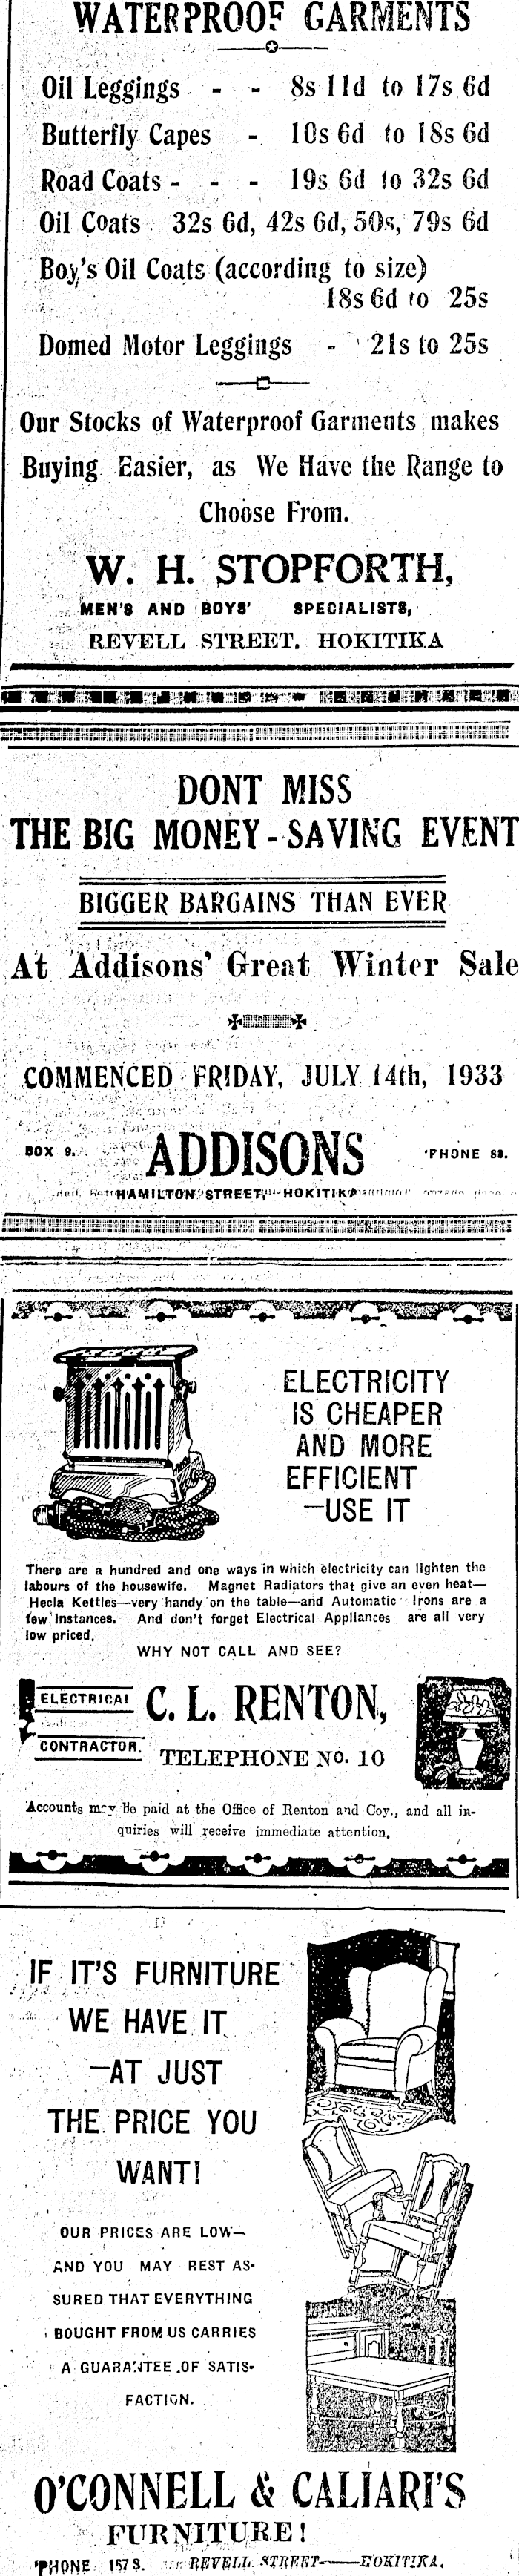 WATERPROOF GARMENTS
Oil Leggings - - 8s 11d to 17s 6d
Butterfly Capes - 10s 6d to 18s 6d
Road Coats - - - 19s 6d to 32s 6d
Oil Coats 32s 6d, 42s 6d, 50s, 79s 6d
Boy's Oil Coats (according to size)
18s 6d to 25s
Domed Motor Leggings - 21s to 25s
Our Stocks of Waterproof Garments makes
Buying Easier, as We Have the Range to
Choose From.
W. H. STOPFORTH,
MEN'S AND BOYS' SPECIALISTS,
REVELL STREET. HOKITIKA
DONT MISS
THE BIG MONEY-SAVING EVENT
BIGGER BARGAINS THAN EVER
At Addisons' Great Winter Sale
COMMENCED FRIDAY, JULY 14th, 1933
BOX 9. ADDISONS 'PHONE
HAMILTON STREET, HOKITIKA
ELECTRICITY
IS CHEAPER
AND MORE
EFFICIENT
—USE IT
There are a hundred and one ways in which electricity can lighten the
labours of the housewife. Magnet Radiators that give an even heat—
Hecla Kettles—very handy on the table—and Automatic Irons are a
few Instances. And don't forget Electrical Appliances are all very
low priced.
WHY NOT CALL AND SEE?
ELECTRICAL C. L. RENTON,
CONTRACTOR. TELEPHONE No. 10
Accounts may be paid at the Office of Renton and Coy., and all in-
quiries will receive immediate attention.
IF IT'S FURNITURE
WE HAVE IT
—AT JUST
THE PRICE YOU
WANT!
OUR PRICES ARE LOW—
AND YOU MAY REST AS-
SURED THAT EVERYTHING
BOUGHT FROM US CARRIES
A GUARANTEE OF SATIS-
FACTION.
O'CONNELL & CALIARI'S
FURNITURE!
'PHONE 167 S. REVELL STREET——HOKITIKA.